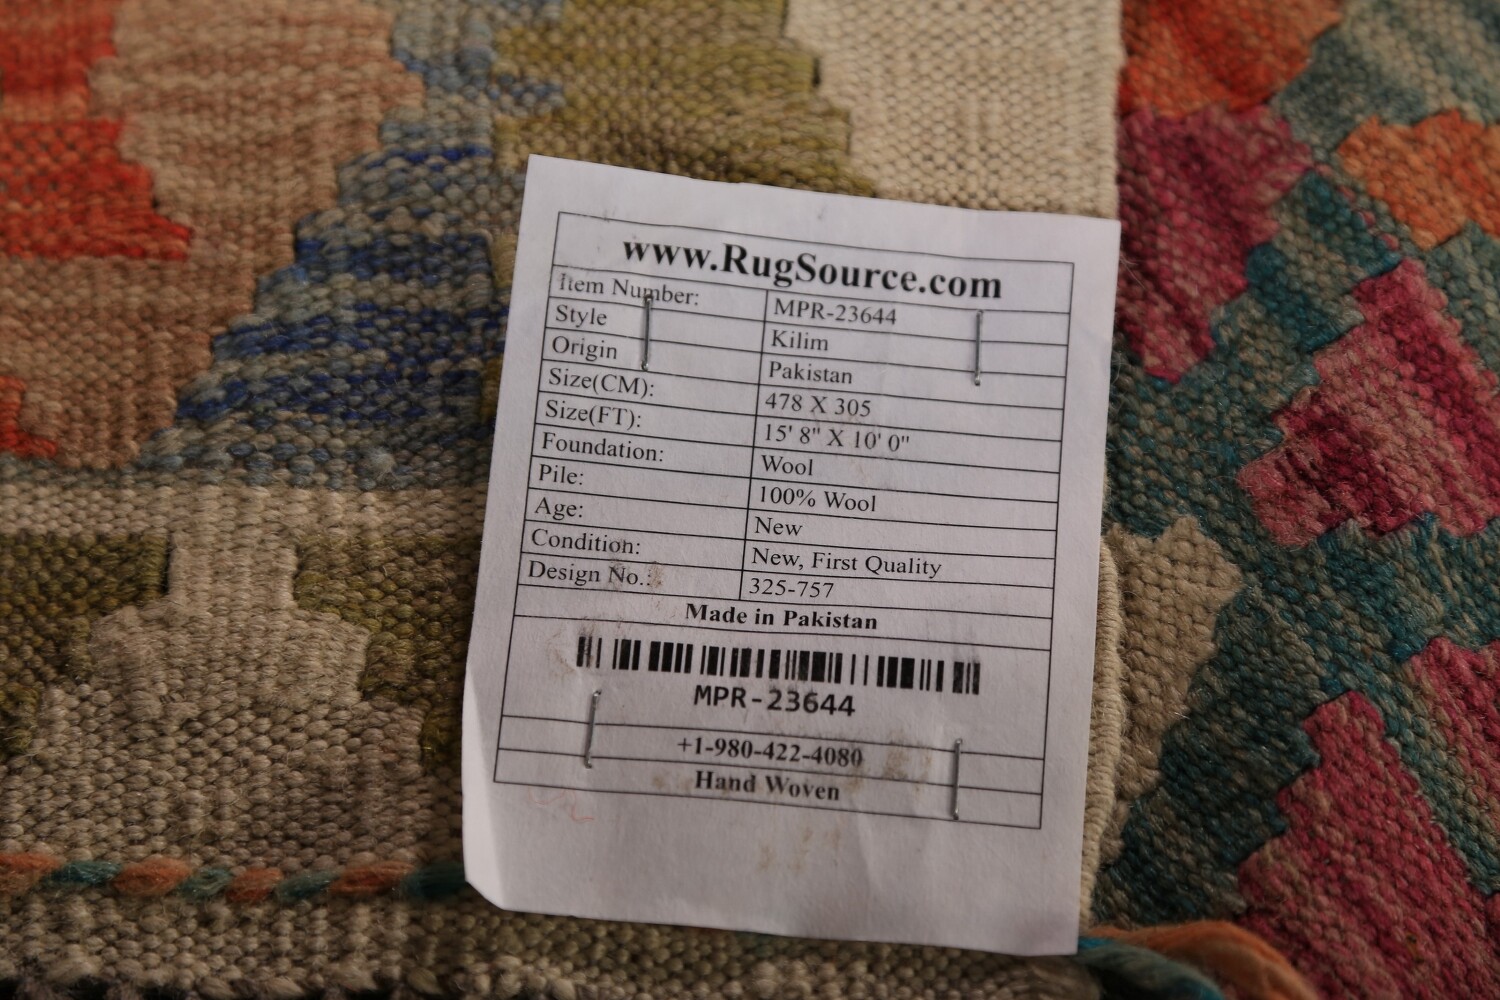 www.RugSource.com
Item Number: MPR-23644
Style Kilim
Origin Pakistan
Size(CM): 478 X 305
Size(FT): 15' 8" X 10' 0"
Foundation: Wool
Pile: 100% Wool
Age: New
Condition: New, First Quality
Design No.: 325-757
Made in Pakistan
MPR-23644
+1-980-422-4080
Hand Woven